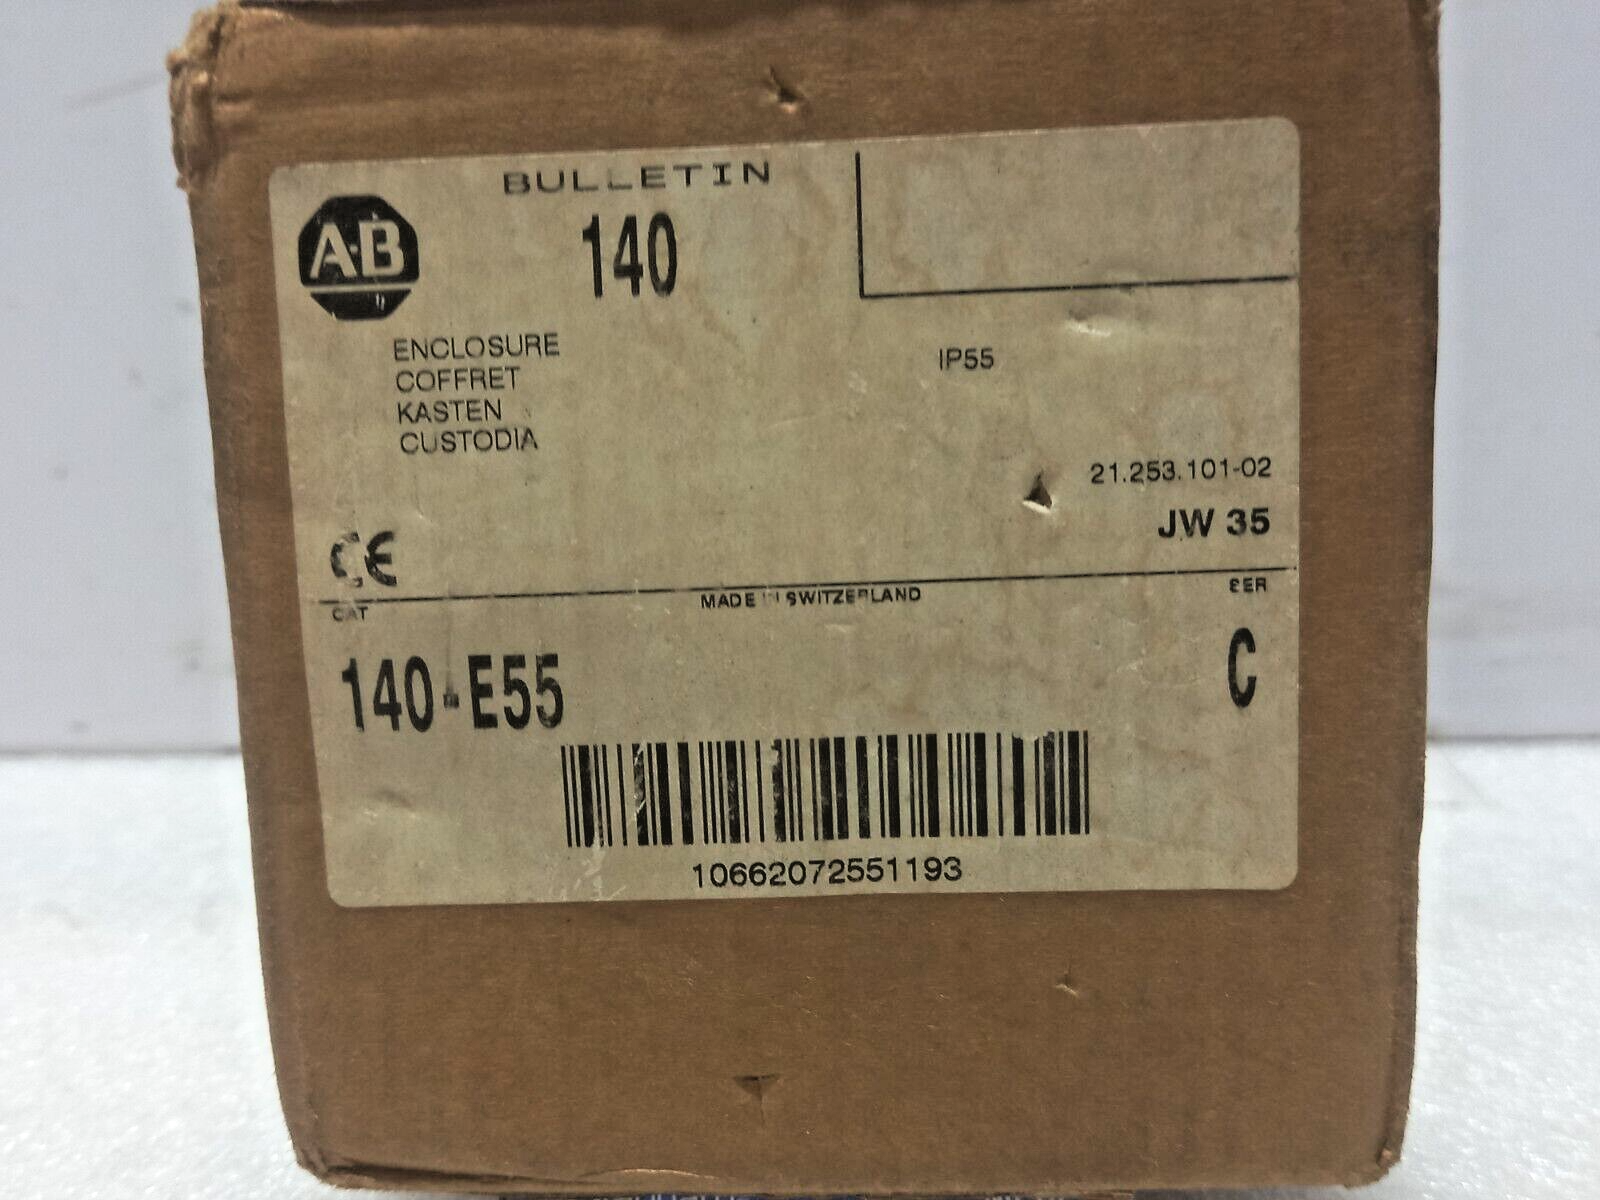 BULLETIN
140
A·B
ENCLOSURE
COFFRET
KASTEN
CUSTODIA
IP55
21.253.101-02
JW 35
CE
CAT
MADE IN SWITZERLAND
SER
140-E55
C
10662072551193